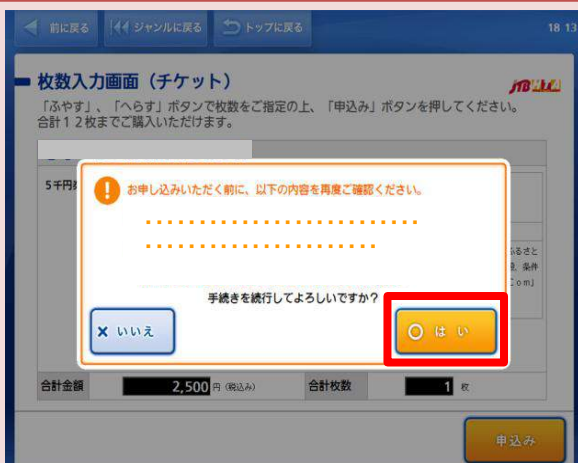 前に戻る ジャンルに戻る トップに戻る 18 13
枚数入力画面（チケット）
「ふやす」、「へらす」ボタンで枚数をご指定の上、「申込み」ボタンを押してください。
合計１２枚までご購入いただけます。
5千円
お申し込みいただく前に、以下の内容を再度ご確認ください。
ふるさと
条件
Ｃｏｍ」
手続きを続行してよろしいですか？
× いいえ
○ はい
合計金額 2,500 円（税込み） 合計枚数 1 枚
申込み